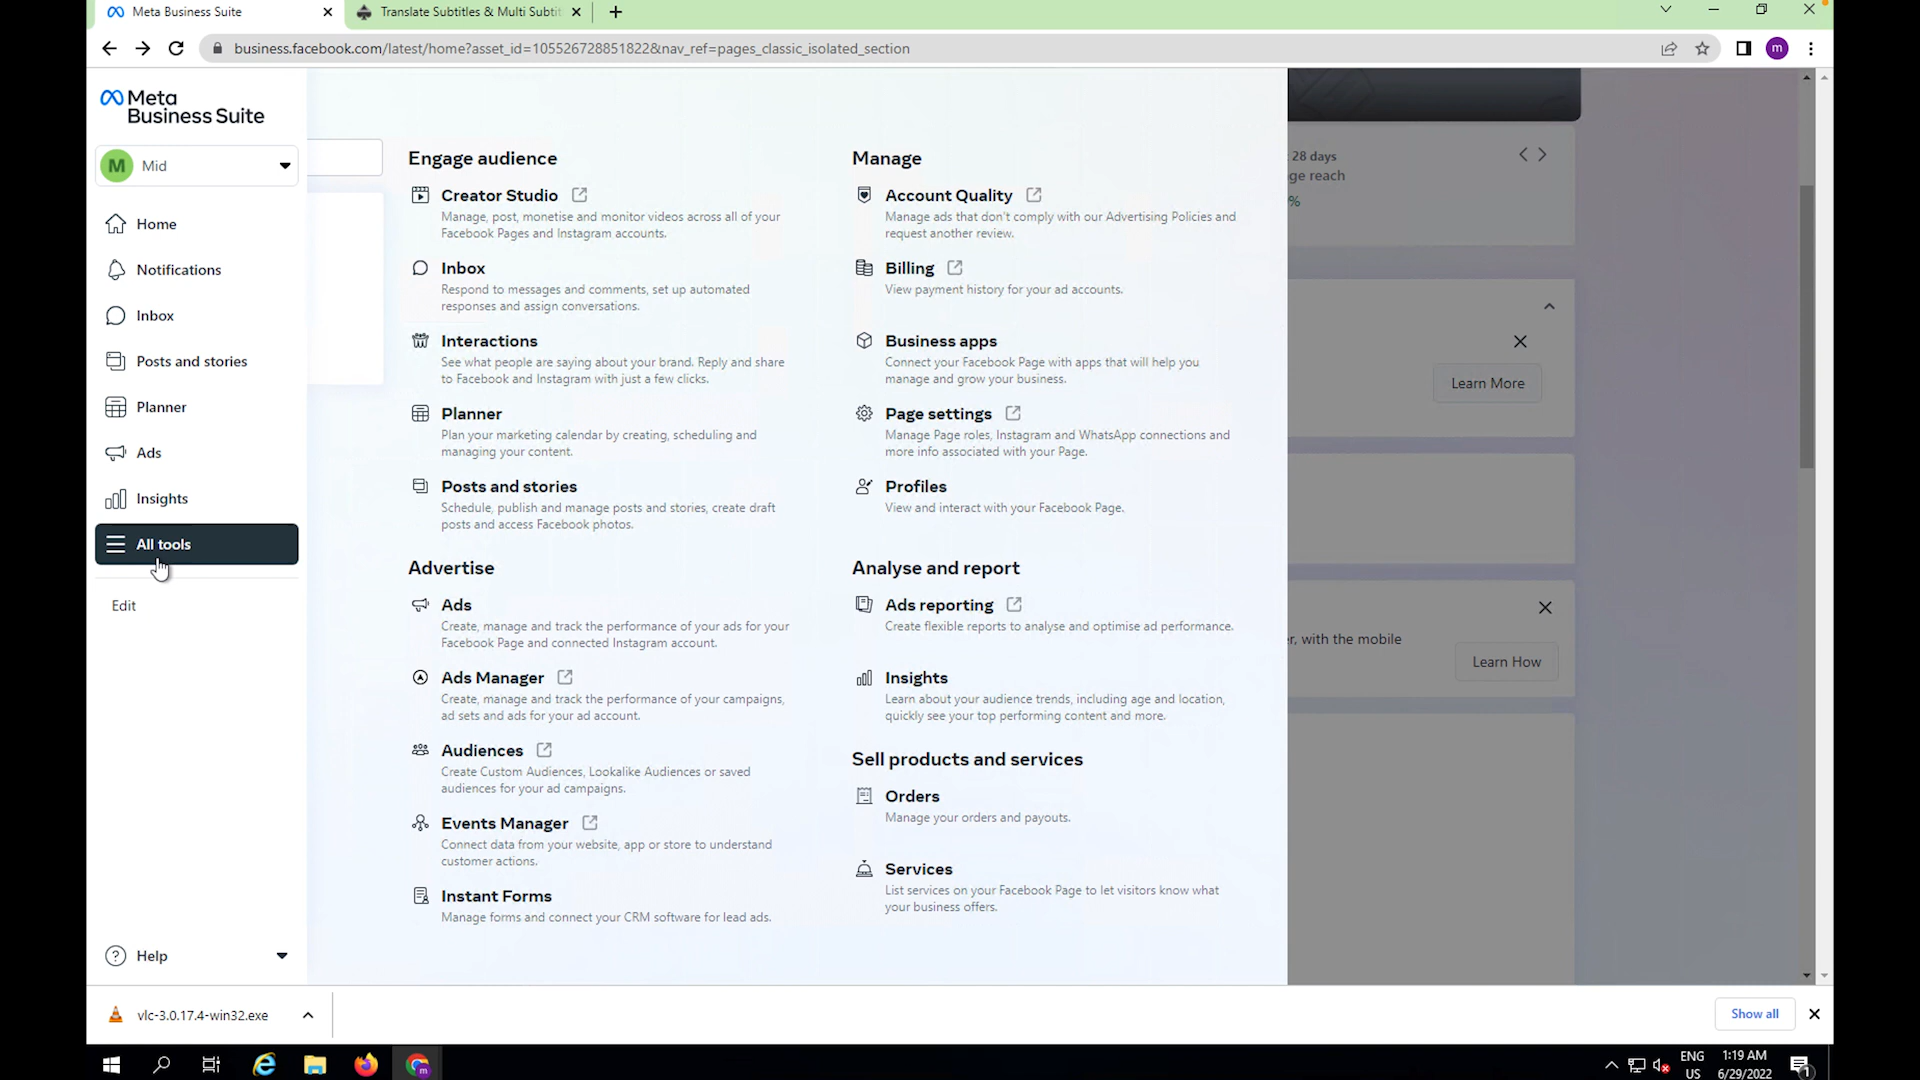 Meta Business Suite
Translate Subtitles & Multi Subtit
business.facebook.com/latest/home?asset_id=105526728851822&nav_ref=pages_classic_isolated_section
m
Meta
Business Suite
M Mid
Home
Notifications
Inbox
Posts and stories
Planner
Ads
Insights
All tools
Edit
Help
Engage audience
Creator Studio
Manage, post, monetise and monitor videos across all of your
Facebook Pages and Instagram accounts.
Inbox
Respond to messages and comments, set up automated
responses and assign conversations.
Interactions
See what people are saying about your brand. Reply and share
to Facebook and Instagram with just a few clicks.
Planner
Plan your marketing calendar by creating, scheduling and
managing your content.
Posts and stories
Schedule, publish and manage posts and stories, create draft
posts and access Facebook photos.
Advertise
Ads
Create, manage and track the performance of your ads for your
Facebook Page and connected Instagram account.
Ads Manager
Create, manage and track the performance of your campaigns,
ad sets and ads for your ad account.
Audiences
Create Custom Audiences, Lookalike Audiences or saved
audiences for your ad campaigns.
Events Manager
Connect data from your website, app or store to understand
customer actions.
Instant Forms
Manage forms and connect your CRM software for lead ads.
Manage
Account Quality
Manage ads that don't comply with our Advertising Policies and
request another review.
Billing
View payment history for your ad accounts.
Business apps
Connect your Facebook Page with apps that will help you
manage and grow your business.
Page settings
Manage Page roles, Instagram and WhatsApp connections and
more info associated with your Page.
Profiles
View and interact with your Facebook Page.
Analyse and report
Ads reporting
Create flexible reports to analyse and optimise ad performance.
Insights
Learn about your audience trends, including age and location,
quickly see your top performing content and more.
Sell products and services
Orders
Manage your orders and payouts.
Services
List services on your Facebook Page to let visitors know what
your business offers.
28 days
ge reach
%
Learn More
r, with the mobile
Learn How
vlc-3.0.17.4-win32.exe
Show all
ENG
US
1:19 AM
6/29/2022
1